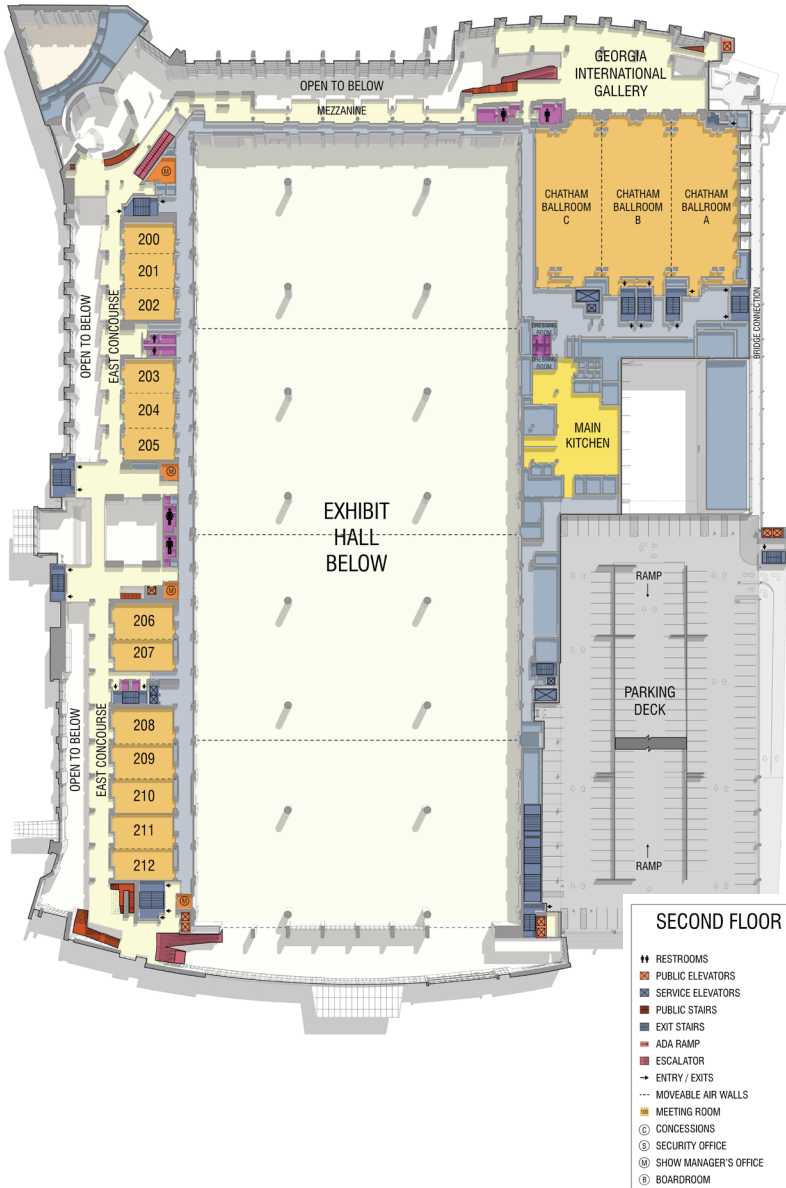 GEORGIA
INTERNATIONAL
GALLERY
OPEN TO BELOW
MEZZANINE
M
CHATHAM
BALLROOM
C
CHATHAM
BALLROOM
B
CHATHAM
BALLROOM
A
200
201
202
OPEN TO BELOW
EAST CONCOURSE
BRIDGE CONNECTION
DRESSING
ROOM
DRESSING
ROOM
203
204
205
MAIN
KITCHEN
M
EXHIBIT
HALL
BELOW
RAMP
M
206
207
PARKING
DECK
OPEN TO BELOW
EAST CONCOURSE
208
209
210
211
212
RAMP
M
SECOND FLOOR
RESTROOMS
PUBLIC ELEVATORS
SERVICE ELEVATORS
PUBLIC STAIRS
EXIT STAIRS
ADA RAMP
ESCALATOR
ENTRY / EXITS
MOVEABLE AIR WALLS
100 MEETING ROOM
C CONCESSIONS
S SECURITY OFFICE
M SHOW MANAGER'S OFFICE
B BOARDROOM